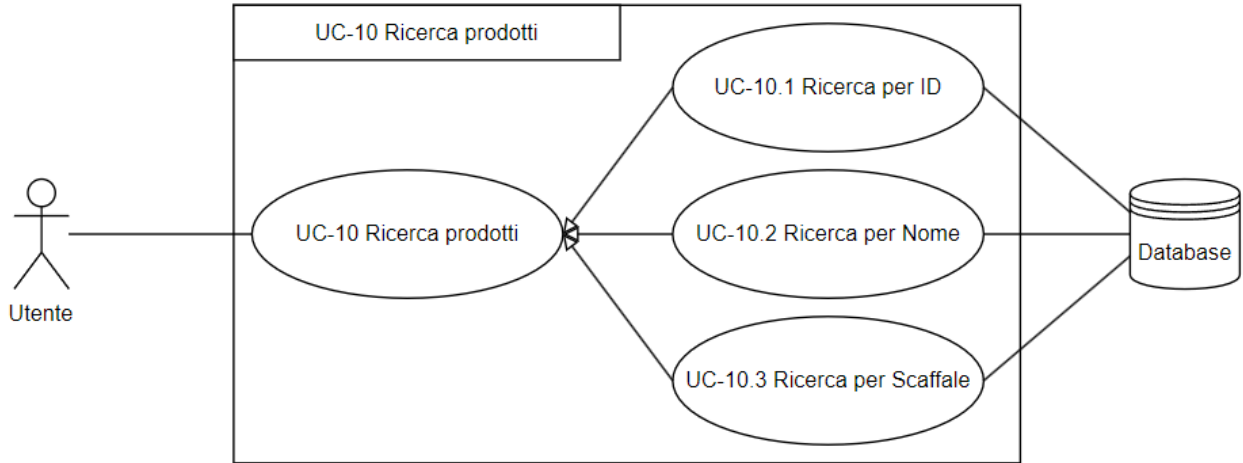 UC-10 Ricerca prodotti
UC-10.1 Ricerca per ID
UC-10 Ricerca prodotti
UC-10.2 Ricerca per Nome
Database
Utente
UC-10.3 Ricerca per Scaffale